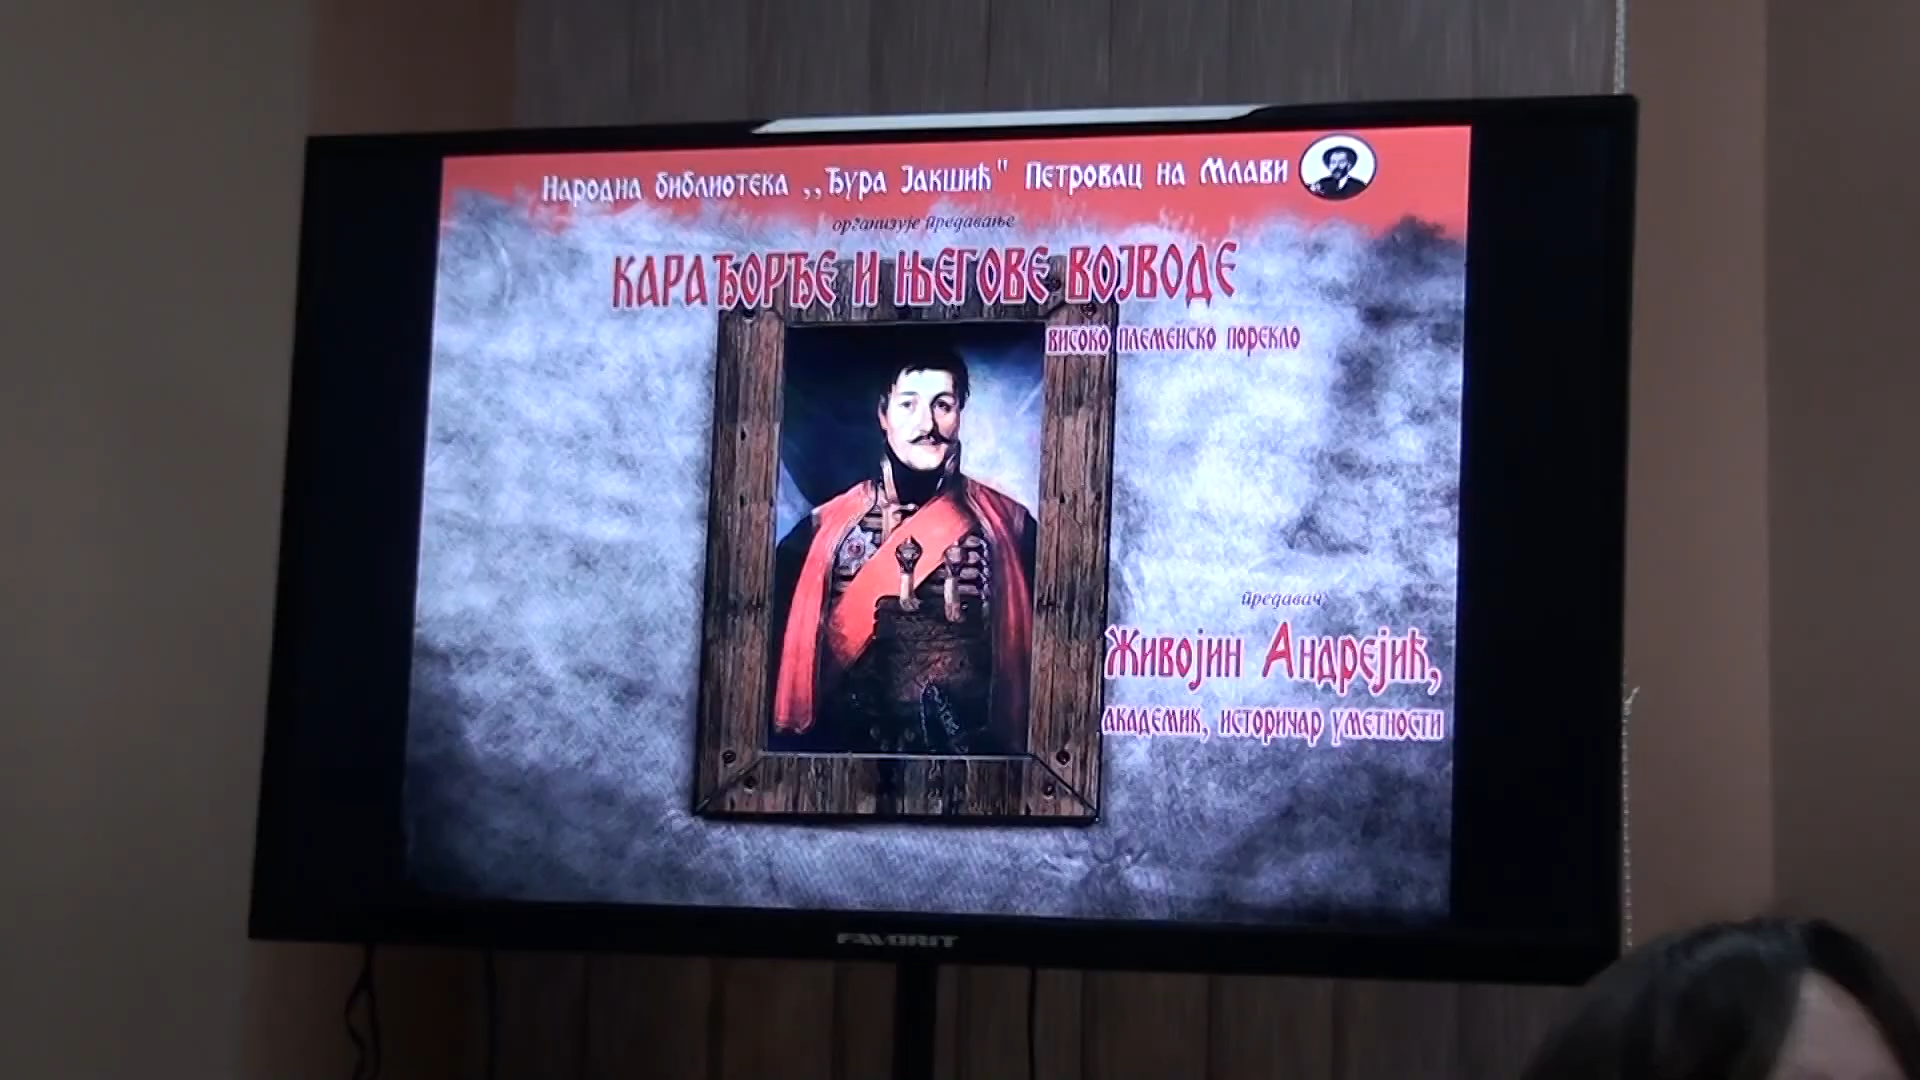 Народна библиотека ,,Ђура Јакшић" Петровац на Млави
организује предавање
КАРАЂОРЂЕ И ЊЕГОВЕ ВОЈВОДЕ
ВИСОКО ПЛЕМЕНСКО ПОРЕКЛО
предавач
Живојин Андрејић,
академик, историчар уметности
FAVORIT